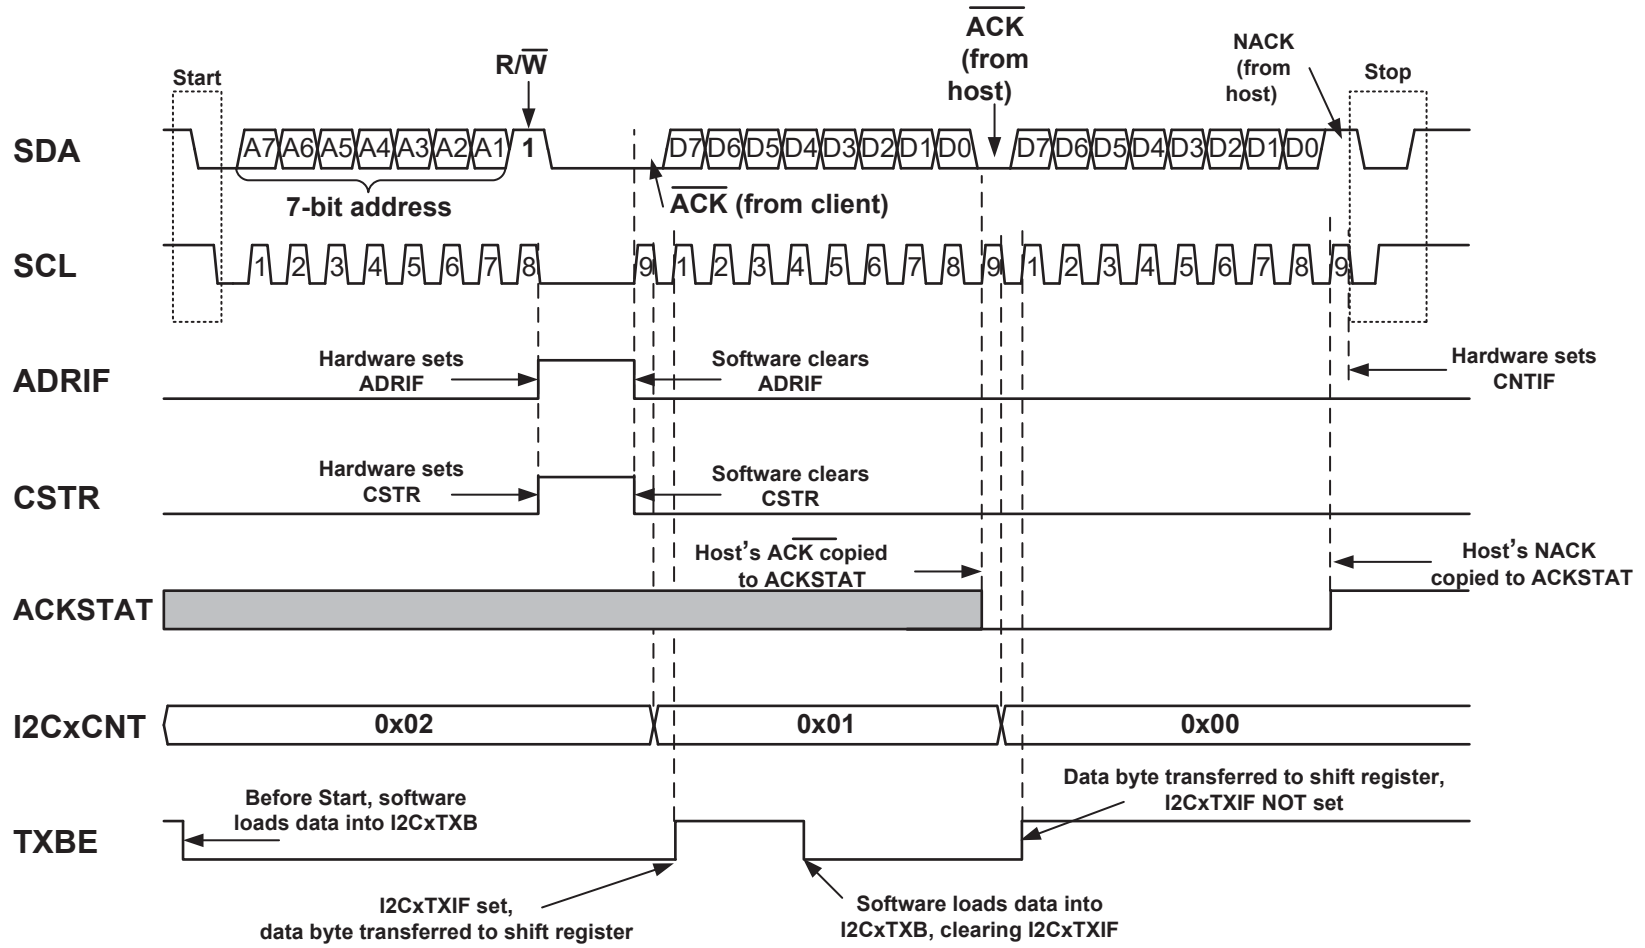 ACK
(from
host)
NACK
(from
host)
R/W
Start
Stop
SDA
A7 A6 A5 A4 A3 A2 A1 1 D7 D6 D5 D4 D3 D2 D1 D0 D7 D6 D5 D4 D3 D2 D1 D0
7-bit address
ACK (from client)
SCL
1 2 3 4 5 6 7 8 9 1 2 3 4 5 6 7 8 9 1 2 3 4 5 6 7 8 9
ADRIF
Hardware sets
ADRIF
Software clears
ADRIF
Hardware sets
CNTIF
CSTR
Hardware sets
CSTR
Software clears
CSTR
Host’s ACK copied
to ACKSTAT
Host’s NACK
copied to ACKSTAT
ACKSTAT
I2CxCNT
0x02 0x01 0x00
TXBE
Before Start, software
loads data into I2CxTXB
Data byte transferred to shift register,
I2CxTXIF NOT set
I2CxTXIF set,
data byte transferred to shift register
Software loads data into
I2CxTXB, clearing I2CxTXIF